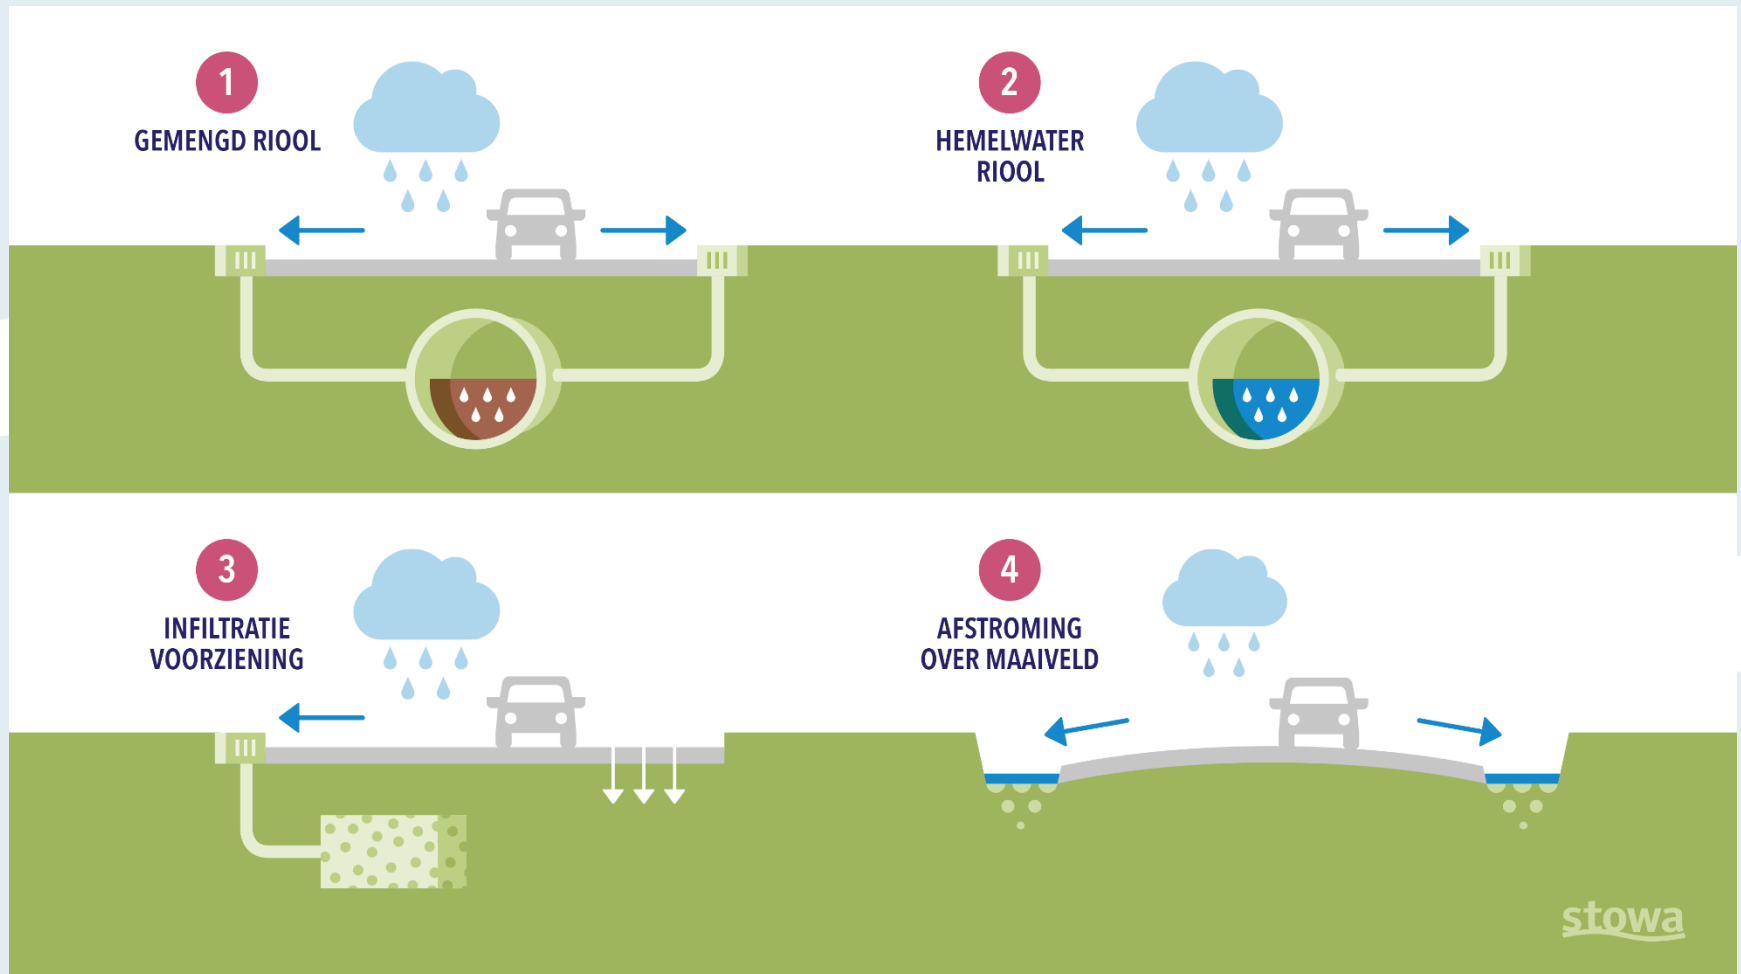 1
GEMENGD RIOOL
2
HEMELWATER
RIOOL
3
INFILTRATIE
VOORZIENING
4
AFSTROMING
OVER MAAIVELD
stowa